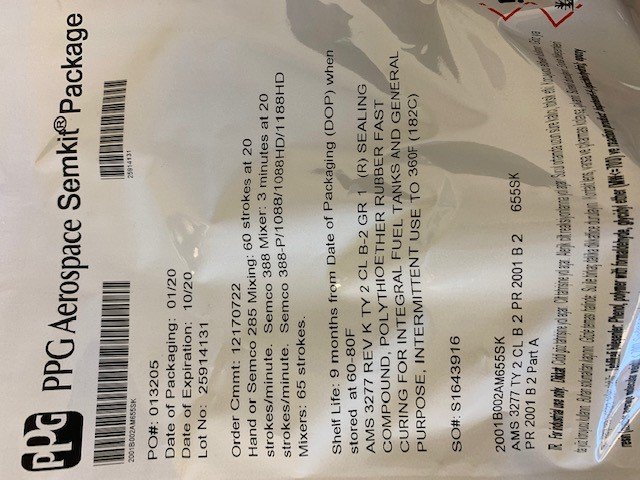 PPG PPG Aerospace Semkit® Package
2001B002AM655SK
25914131
PO#: 013205
Date of Packaging: 01/20
Date of Expiration: 10/20
Lot No: 25914131
Order Cmmt: 12170722
Hand or Semco 285 Mixing: 60 strokes at 20
strokes/minute. Semco 388 Mixer: 3 minutes at 20
strokes/minute. Semco 388-P/1088/1088HD/1188HD
Mixers: 65 strokes.
Shelf Life: 9 months from Date of Packaging (DOP) when
stored at 60-80F
AMS 3277 REV K TY 2 CL B-2 GR 1 (R) SEALING
COMPOUND, POLYTHIOETHER RUBBER FAST
CURING FOR INTEGRAL FUEL TANKS AND GENERAL
PURPOSE, INTERMITTENT USE TO 360F (182C)
SO#: S1643916
2001B002AM655SK
AMS 3277 TY 2 CL B 2 PR 2001 B 2 655SK
PR 2001 B 2 Part A